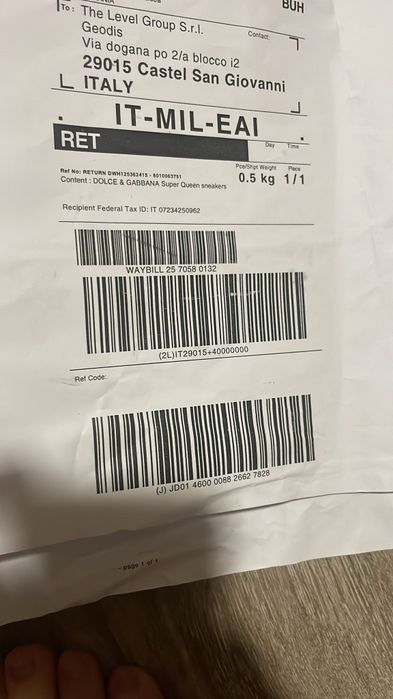 BUH
To: The Level Group S.r.l.
Geodis
Contact:
Via dogana po 2/a blocco i2
29015 Castel San Giovanni
ITALY
IT-MIL-EAI
RET
Day Time
Ref No: RETURN DWH125362415 - 8010063751
Content : DOLCE & GABBANA Super Queen sneakers
Pce/Shpt Weight Piece
0.5 kg 1/1
Recipient Federal Tax ID: IT 07234250962
WAYBILL 25 7058 0132
(2L)IT29015+40000000
Ref Code:
(J) JD01 4600 0088 2662 7828
- page 1 of 1